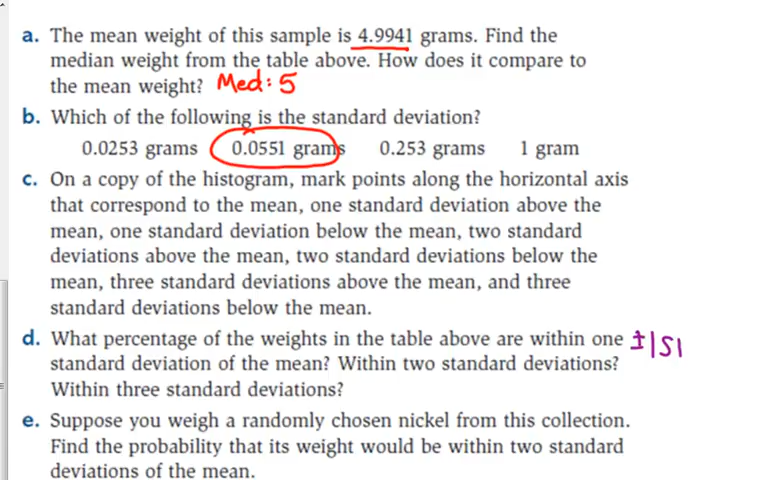 a. The mean weight of this sample is 4.9941 grams. Find the
median weight from the table above. How does it compare to
the mean weight? Med: 5
b. Which of the following is the standard deviation?
0.0253 grams 0.0551 grams 0.253 grams 1 gram
c. On a copy of the histogram, mark points along the horizontal axis
that correspond to the mean, one standard deviation above the
mean, one standard deviation below the mean, two standard
deviations above the mean, two standard deviations below the
mean, three standard deviations above the mean, and three
standard deviations below the mean.
d. What percentage of the weights in the table above are within one ±1S
standard deviation of the mean? Within two standard deviations?
Within three standard deviations?
e. Suppose you weigh a randomly chosen nickel from this collection.
Find the probability that its weight would be within two standard
deviations of the mean.